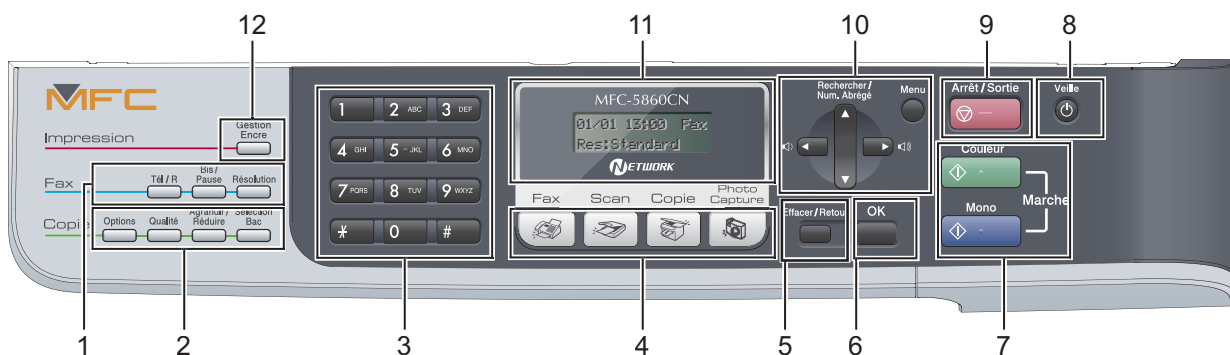 12
11
10
9
8
MFC
Impression
Gestion
Encre
Fax
Tél / R
Bis /
Pause
Résolution
Copie
Options
Qualité
Agrandir /
Réduire
Sélection
Bac
1
2 ABC
3 DEF
4 GHI
5 JKL
6 MNO
7 PQRS
8 TUV
9 WXYZ
* 0 #
MFC-5860CN
01/01 13:00 Fax
Res:Standard
NETWORK
Fax Scan Copie Photo
Capture
Rechercher /
Num. Abrégé
Menu
Effacer/Retour
OK
Arrêt / Sortie
Veille
Couleur
Mono
Marche
1
2
3
4
5
6
7